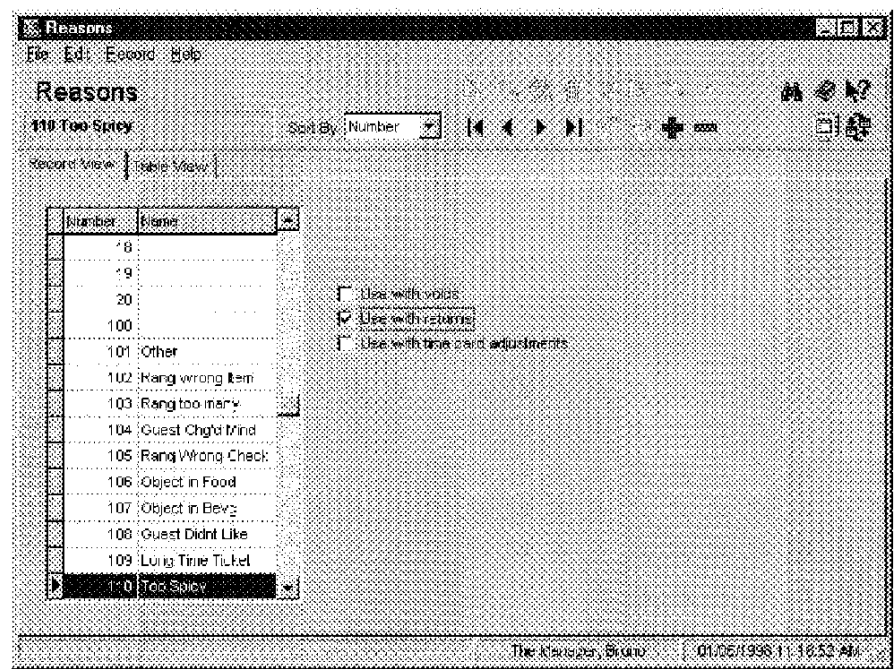 Reasons
File Edit Record Help
Reasons
110 Too Spicy
Sort By Number
Record View Table View
Number Name
18
19
20
100
101 Other
102 Rang wrong Item
103 Rang too many
104 Guest Chg'd Mind
105 Rang Wrong Check
106 Object in Food
107 Object in Bevg
108 Guest Didnt Like
109 Long Time Ticket
110 Too Spicy
Use with voids
Use with returns
Use with time card adjustments
The Manager, Bruno 01/06/1998 11:18:52 AM